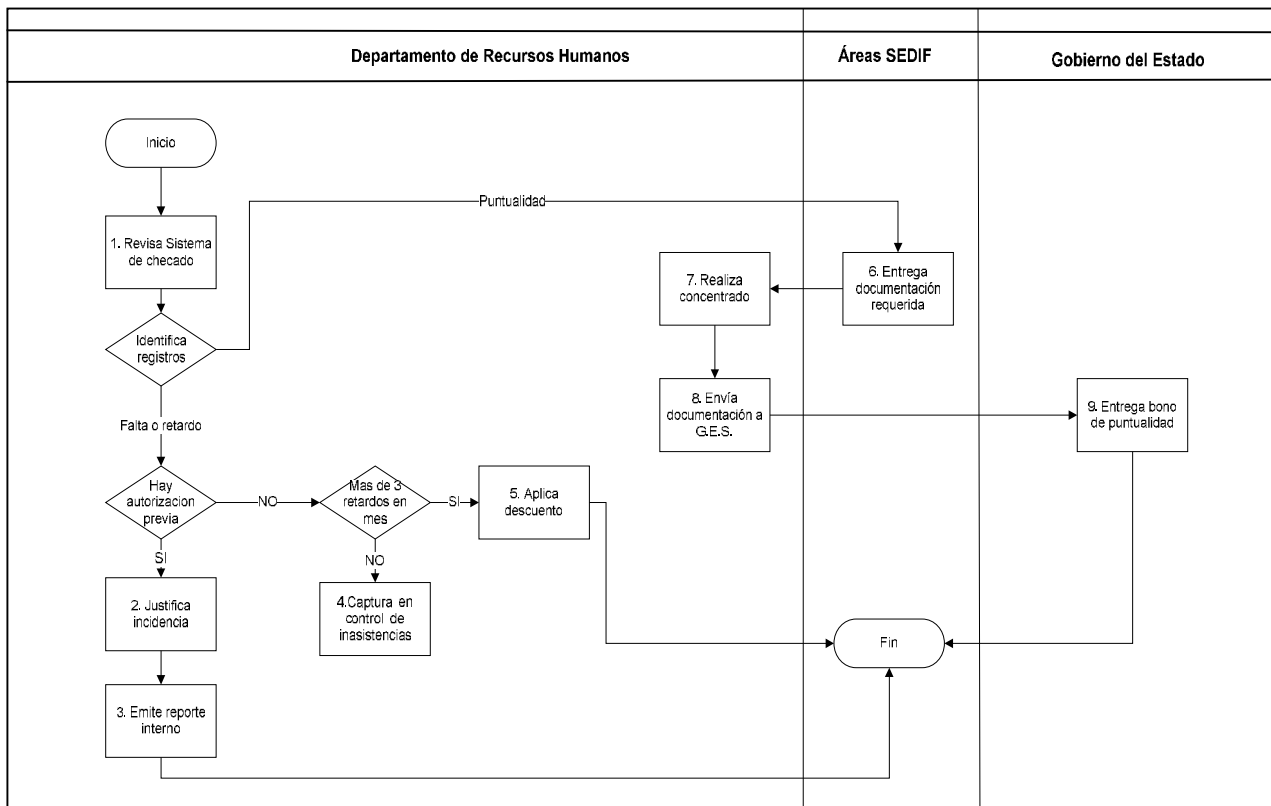 Departamento de Recursos Humanos
Áreas SEDIF
Gobierno del Estado
Inicio
Puntualidad
1. Revisa Sistema
de checado
7. Realiza
concentrado
6. Entrega
documentación
requerida
Identifica
registros
8. Envía
documentación a
G.E.S.
9. Entrega bono
de puntualidad
Falta o retardo
Hay
autorizacion
previa
NO
Mas de 3
retardos en
mes
SI
5. Aplica
descuento
SI
NO
2. Justifica
incidencia
4.Captura en
control de
inasistencias
Fin
3. Emite reporte
interno